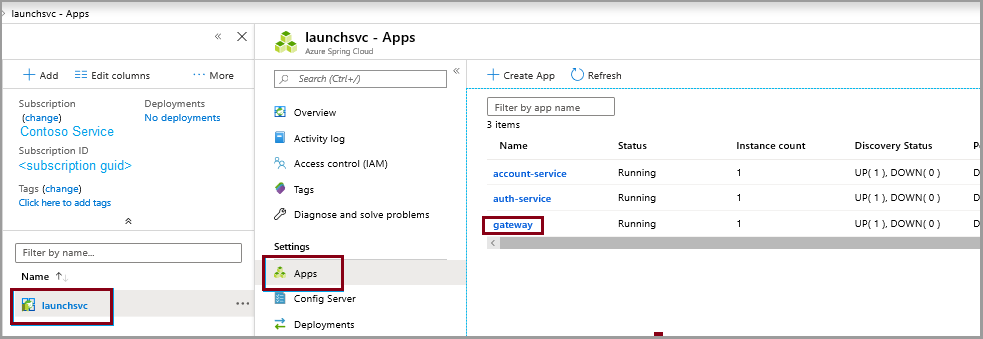 launchsvc - Apps
Add
Edit columns
More
Subscription
(change)
Contoso Service
Deployments
No deployments
Subscription ID
<subscription guid>
Tags (change)
Click here to add tags
Filter by name...
Name
launchsvc
launchsvc - Apps
Azure Spring Cloud
Search (Ctrl+/)
Overview
Activity log
Access control (IAM)
Tags
Diagnose and solve problems
Settings
Apps
Config Server
Deployments
Create App
Refresh
Filter by app name
3 items
Name Status Instance count Discovery Status
account-service Running 1 UP( 1 ), DOWN( 0 )
auth-service Running 1 UP( 1 ), DOWN( 0 )
gateway Running 1 UP( 1 ), DOWN( 0 )